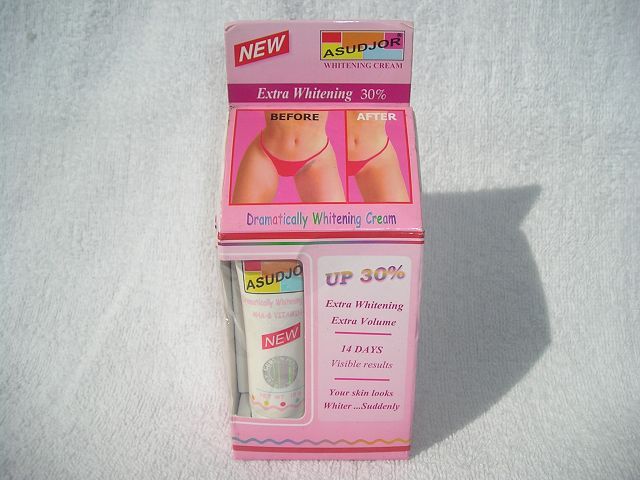 NEW
ASUDJOR®
WHITENING CREAM
Extra Whitening 30%
BEFORE
AFTER
Dramatically Whitening Cream
ASUDJO
UP 30%
Extra Whitening
Extra Volume
NEW
14 DAYS
Visible results
Your skin looks
Whiter ...Suddenly